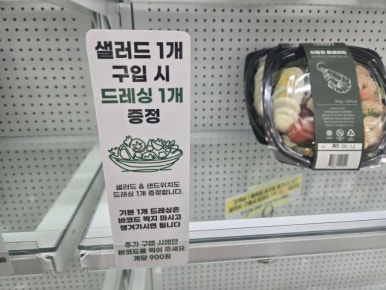 샐러드 1개
구입 시
드레싱 1개
증정
샐러드 & 샌드위치도
드레싱 1개 증정합니다.
기본 1개 드레싱은
바코드 찍지 마시고
챙겨가시면 됩니다
추가 구매 시에만
바코드를 찍어 주세요
개당 900원